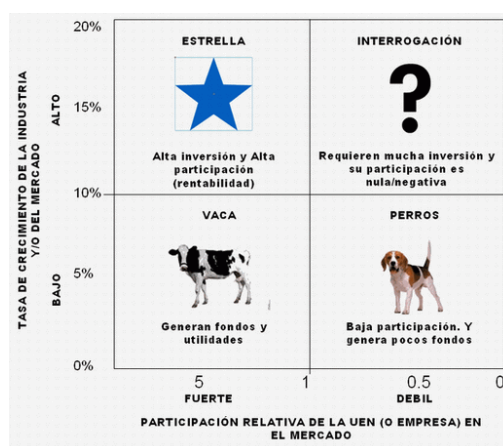 20%
ESTRELLA
INTERROGACIÓN
?
15%
Alta inversión y Alta
participación
(rentabilidad)
Requieren mucha inversión y
su participación es
nula/negativa
10%
VACA
PERROS
5%
Generan fondos y
utilidades
Baja participación. Y
genera pocos fondos
0%
TASA DE CRECIMIENTO DE LA INDUSTRIA
Y/O DEL MERCADO
ALTO
BAJO
5
1
0.5
0
FUERTE
DEBIL
PARTICIPACIÓN RELATIVA DE LA UEN (O EMPRESA) EN
EL MERCADO